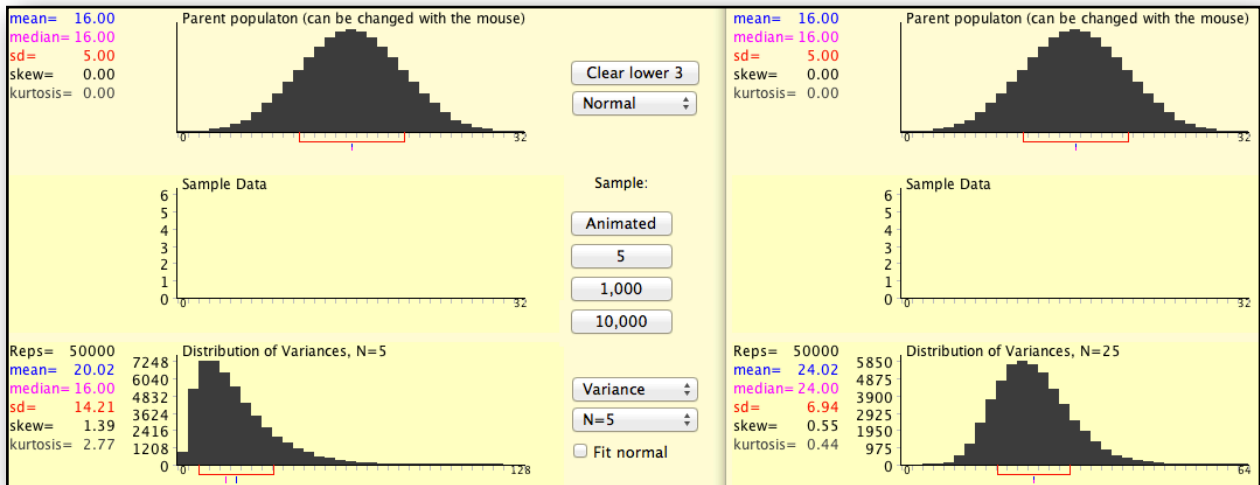 mean= 16.00
median= 16.00
sd= 5.00
skew= 0.00
kurtosis= 0.00
Parent populaton (can be changed with the mouse)
0 32
Clear lower 3
Normal
Sample Data
6
5
4
3
2
1
0
0 32
Sample:
Animated
5
1,000
10,000
Reps= 50000
mean= 20.02
median= 16.00
sd= 14.21
skew= 1.39
kurtosis= 2.77
Distribution of Variances, N=5
7248
6040
4832
3624
2416
1208
0
0 128
Variance
N=5
Fit normal
mean= 16.00
median= 16.00
sd= 5.00
skew= 0.00
kurtosis= 0.00
Parent populaton (can be changed with the mouse)
0 32
Sample Data
6
5
4
3
2
1
0
0 32
Reps= 50000
mean= 24.02
median= 24.00
sd= 6.94
skew= 0.55
kurtosis= 0.44
Distribution of Variances, N=25
5850
4875
3900
2925
1950
975
0
0 64